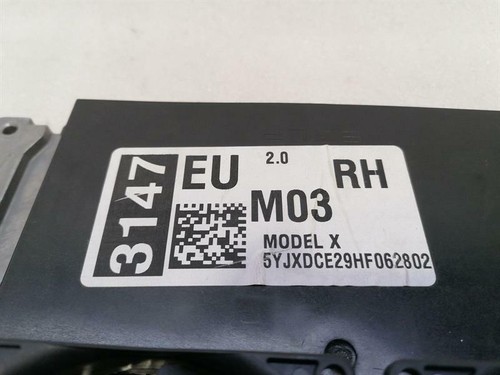 3147
EU 2.0 RH
M03
MODEL X
5YJXDCE29HF062802